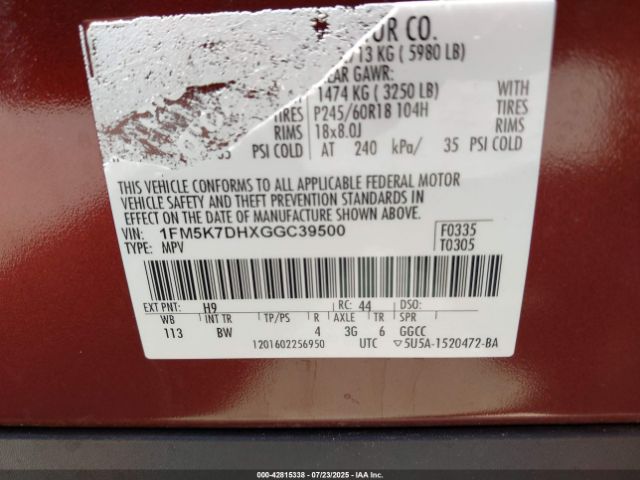 OR CO.
13 KG ( 5980 LB)
EAR GAWR:
1474 KG ( 3250 LB) WITH
TIRES P245/60R18 104H TIRES
RIMS 18x8.0J RIMS
PSI COLD AT 240 kPa/ 35 PSI COLD
THIS VEHICLE CONFORMS TO ALL APPLICABLE FEDERAL MOTOR
VEHICLE SAFETY AND THEFT PREVENTION STANDARDS IN
EFFECT ON THE DATE OF MANUFACTURE SHOWN ABOVE.
VIN: 1FM5K7DHXGGC39500 F0335
TYPE: MPV T0305
EXT PNT: H9 RC: 44 DSO:
WB INT TR TP/PS R AXLE TR SPR
113 BW 4 3G 6 GGCC
1201602256950 UTC ▽5U5A-1520472-BA
000-42815338 - 07/23/2025 - IAA Inc.